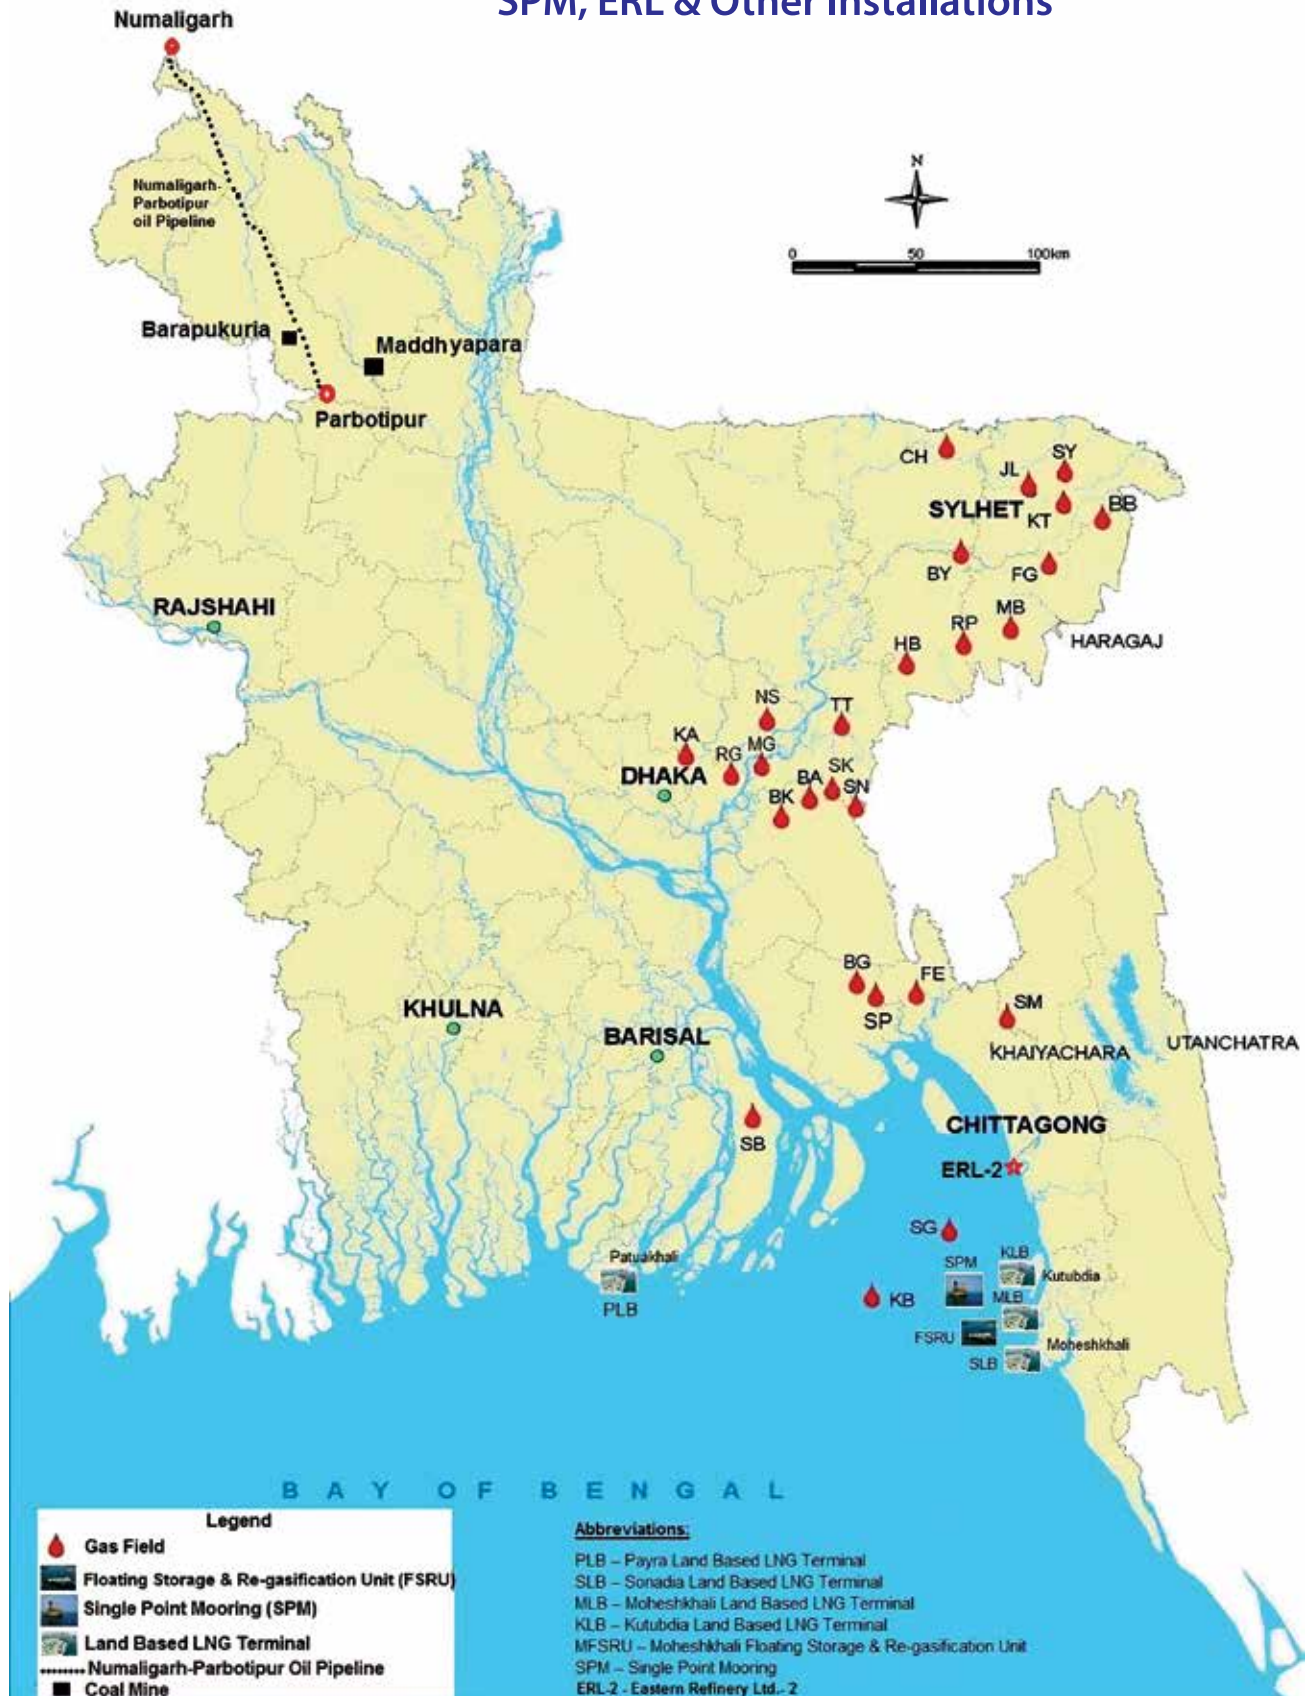 SPM, ERL & Other Installations
Numaligarh
N
Numaligarh-
Parbotipur
oil Pipeline
0 50 100km
Barapukuria
Maddhyapara
Parbotipur
CH
SY
JL
SYLHET
KT
BB
BY
FG
RAJSHAHI
MB
RP
HARAGAJ
HB
NS
TT
KA
MG
RG
SK
DHAKA
BA
SN
BK
BG
FE
SM
KHULNA
SP
BARISAL
KHAIYACHARA
UTANCHATRA
CHITTAGONG
SB
ERL-2
SG
Patuakhali
KLB
SPM
Kutubdia
PLB
KB
MLB
FSRU
Moheshkhali
SLB
BAY OF BENGAL
Legend
Gas Field
Floating Storage & Re-gasification Unit (FSRU)
Single Point Mooring (SPM)
Land Based LNG Terminal
Numaligarh-Parbotipur Oil Pipeline
Coal Mine
Abbreviations:
PLB – Payra Land Based LNG Terminal
SLB – Sonadia Land Based LNG Terminal
MLB – Moheshkhali Land Based LNG Terminal
KLB – Kutubdia Land Based LNG Terminal
MFSRU – Moheshkhali Floating Storage & Re-gasification Unit
SPM – Single Point Mooring
ERL-2 - Eastern Refinery Ltd.- 2